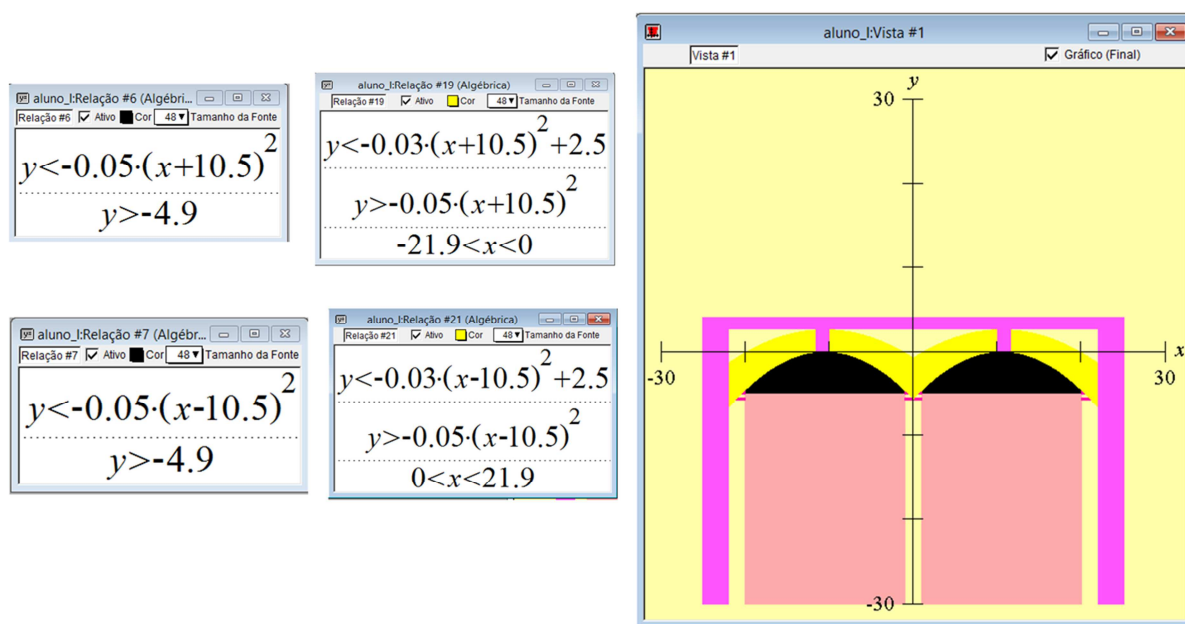 aluno_I:Relação #6 (Algébri...
Relação #6 Ativo Cor 48 Tamanho da Fonte
y<-0.05·(x+10.5)²
y>-4.9
aluno_I:Relação #19 (Algébrica)
Relação #19 Ativo Cor 48 Tamanho da Fonte
y<-0.03·(x+10.5)²+2.5
y>-0.05·(x+10.5)²
-21.9<x<0
aluno_I:Relação #7 (Algébr...
Relação #7 Ativo Cor 48 Tamanho da Fonte
y<-0.05·(x-10.5)²
y>-4.9
aluno_I:Relação #21 (Algébrica)
Relação #21 Ativo Cor 48 Tamanho da Fonte
y<-0.03·(x-10.5)²+2.5
y>-0.05·(x-10.5)²
0<x<21.9
aluno_I:Vista #1
Vista #1 Gráfico (Final)
y
30
x
-30 30
-30